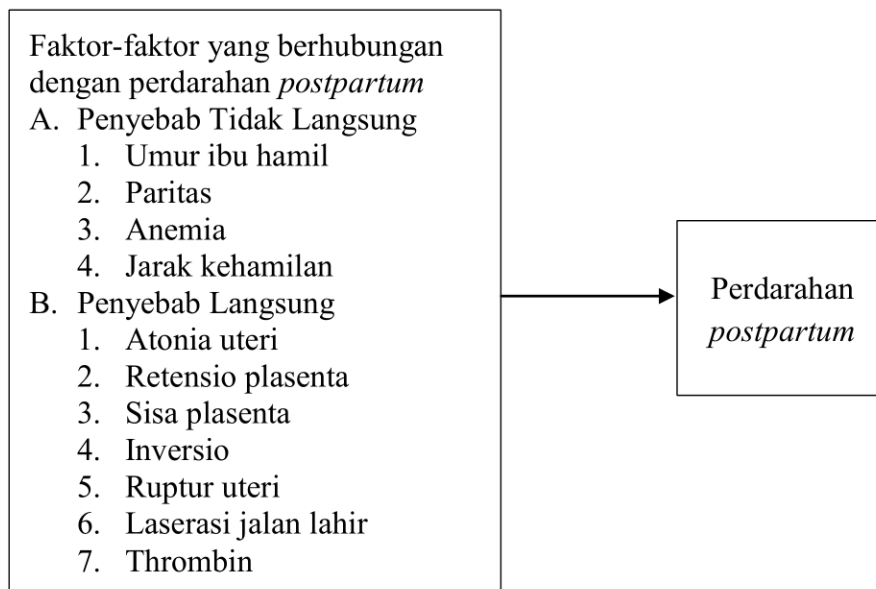 Faktor-faktor yang berhubungan
dengan perdarahan postpartum
A. Penyebab Tidak Langsung
1. Umur ibu hamil
2. Paritas
3. Anemia
4. Jarak kehamilan
B. Penyebab Langsung
1. Atonia uteri
2. Retensio plasenta
3. Sisa plasenta
4. Inversio
5. Ruptur uteri
6. Laserasi jalan lahir
7. Thrombin
Perdarahan
postpartum